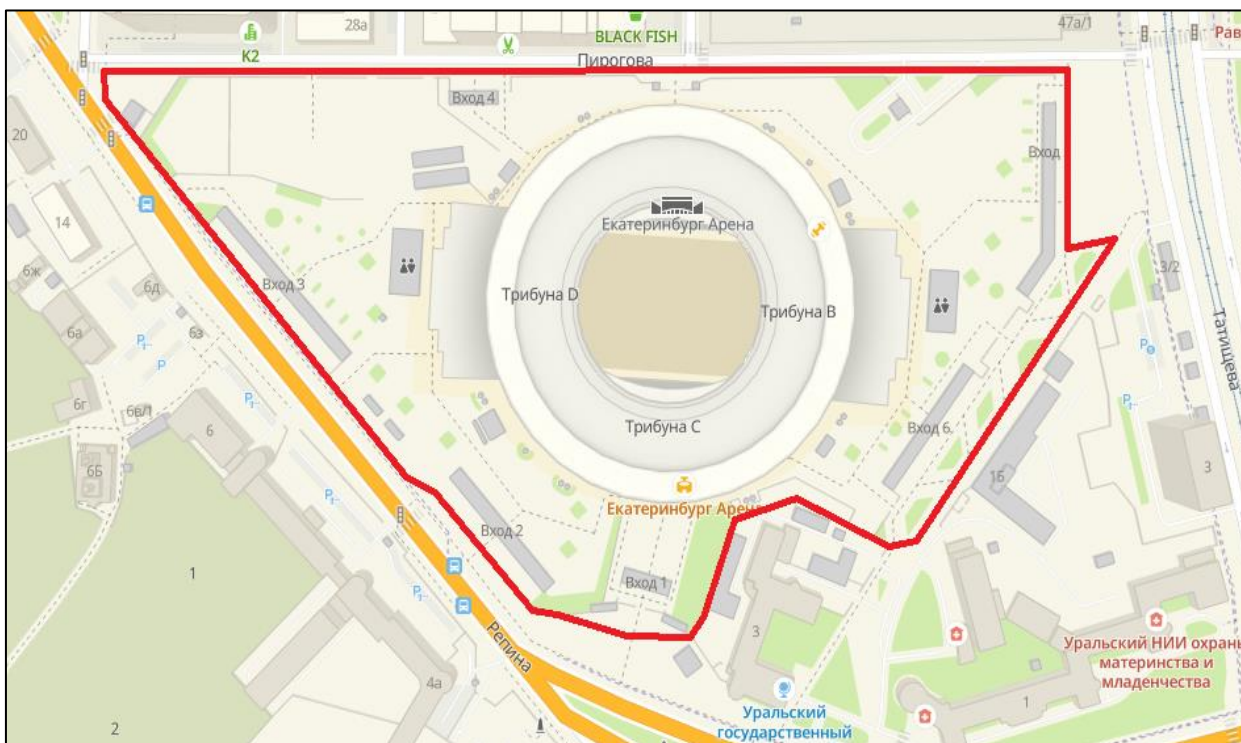 28а
47а/1
К2
BLACK FISH
Рав
Пирогова
Вход 4
20
Вход
14
Екатеринбург Арена
6ж
6д
3/2
Вход 3
Трибуна D
Трибуна B
6а
6з
Татищева
P
P
P
P
6г
6в/1
P
P
6
Трибуна C
Вход 6
6Б
3
1Б
P
Екатеринбург Арена
Вход 2
1
Вход 1
P
Репина
3
Уральский НИИ охраны
материнства и
младенчества
4а
1
Уральский
государственный
2